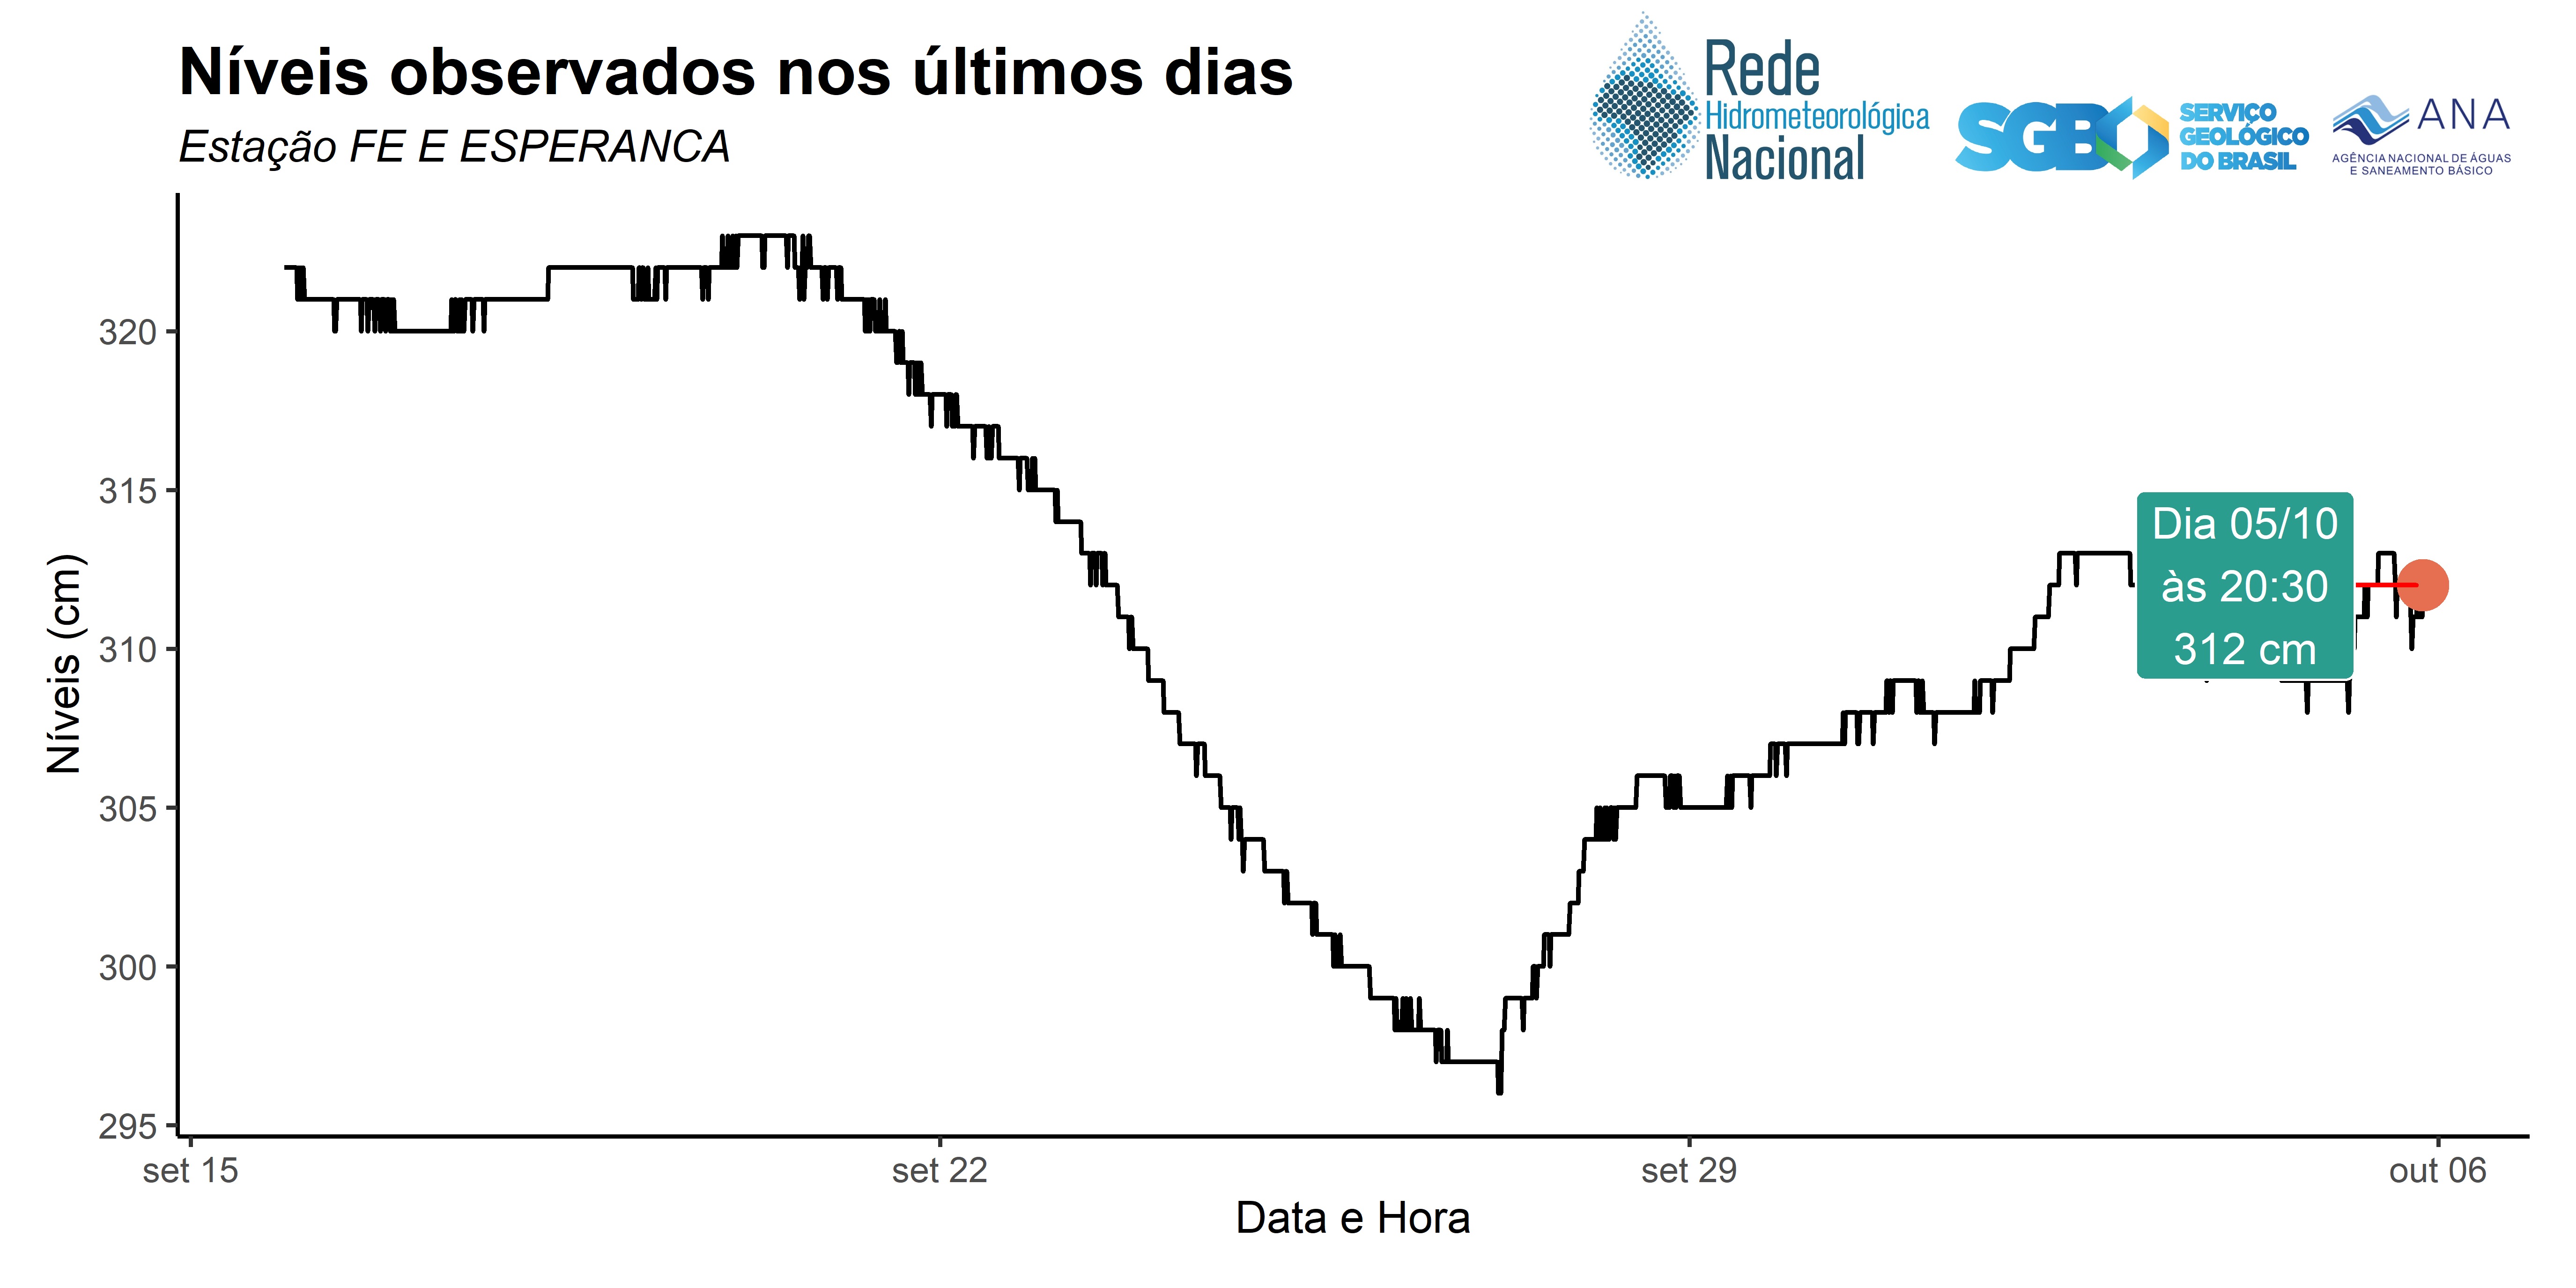 Níveis observados nos últimos dias
Estação FE E ESPERANCA
Rede
Hidrometeorológica
Nacional
SGB
SERVIÇO
GEOLÓGICO
DO BRASIL
ANA
AGÊNCIA NACIONAL DE ÁGUAS
E SANEAMENTO BÁSICO
Níveis (cm)
320
315
310
305
300
295
Dia 05/10
às 20:30
312 cm
set 15
set 22
set 29
out 06
Data e Hora